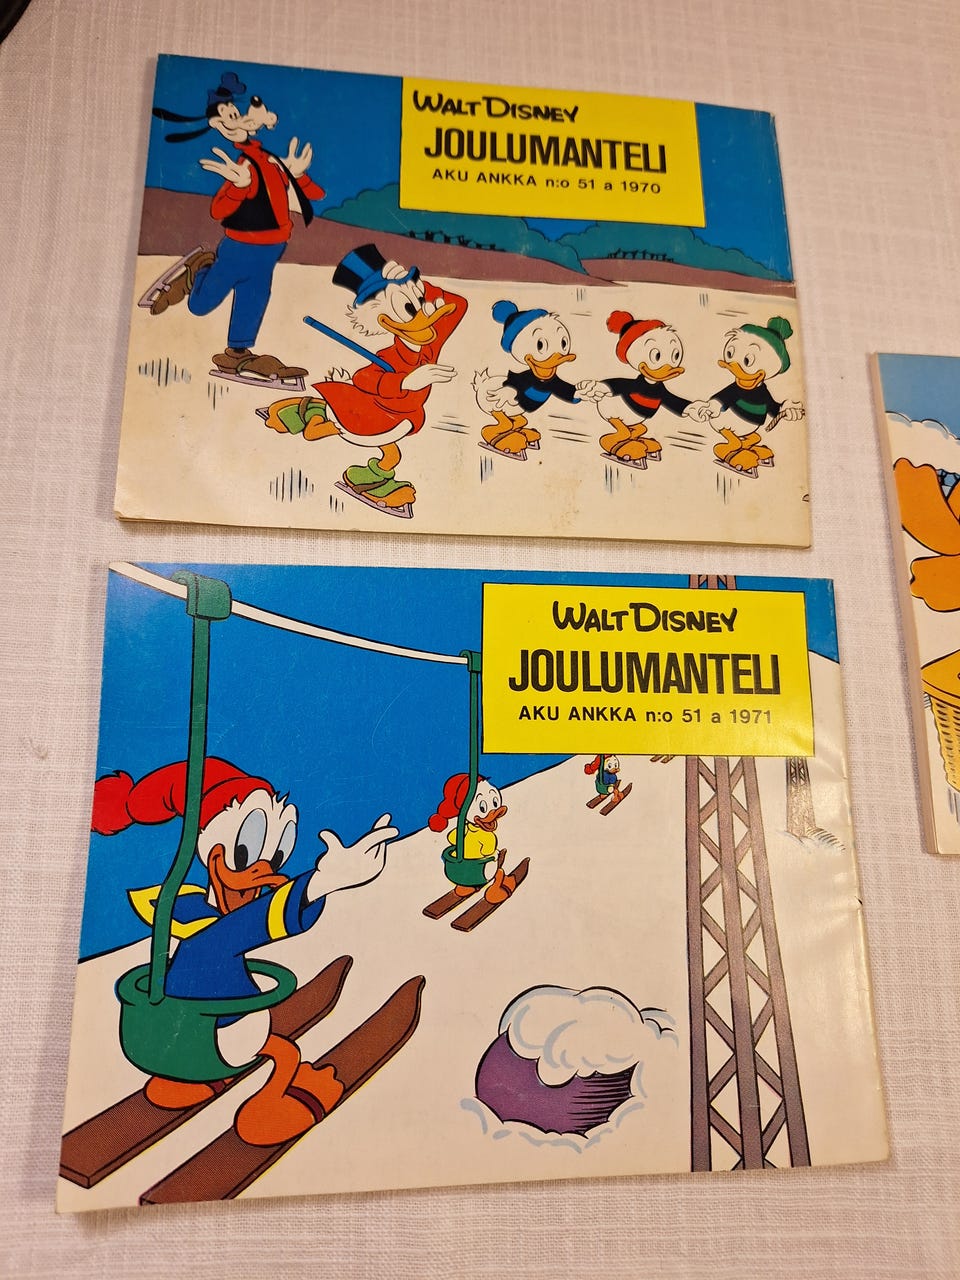 WALT DISNEY
JOULUMANTELI
AKU ANKKA n:o 51 a 1970
WALT DISNEY
JOULUMANTELI
AKU ANKKA n:o 51 a 1971